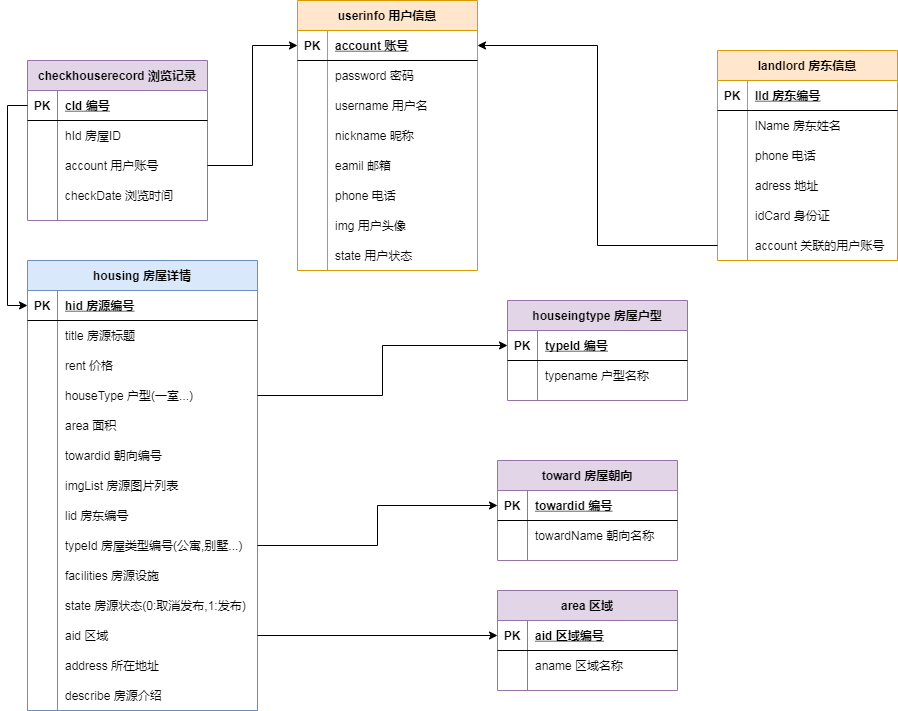 userinfo 用户信息
PK account 账号
password 密码
username 用户名
nickname 昵称
eamil 邮箱
phone 电话
img 用户头像
state 用户状态
checkhouserecord 浏览记录
PK cId 编号
hId 房屋ID
account 用户账号
checkDate 浏览时间
landlord 房东信息
PK lId 房东编号
lName 房东姓名
phone 电话
adress 地址
idCard 身份证
account 关联的用户账号
housing 房屋详情
PK hid 房源编号
title 房源标题
rent 价格
houseType 户型(一室...)
area 面积
towardid 朝向编号
imgList 房源图片列表
lid 房东编号
typeId 房屋类型编号(公寓,别墅...)
facilities 房源设施
state 房源状态(0:取消发布,1:发布)
aid 区域
address 所在地址
describe 房源介绍
houseingtype 房屋户型
PK typeId 编号
typename 户型名称
toward 房屋朝向
PK towardid 编号
towardName 朝向名称
area 区域
PK aid 区域编号
aname 区域名称